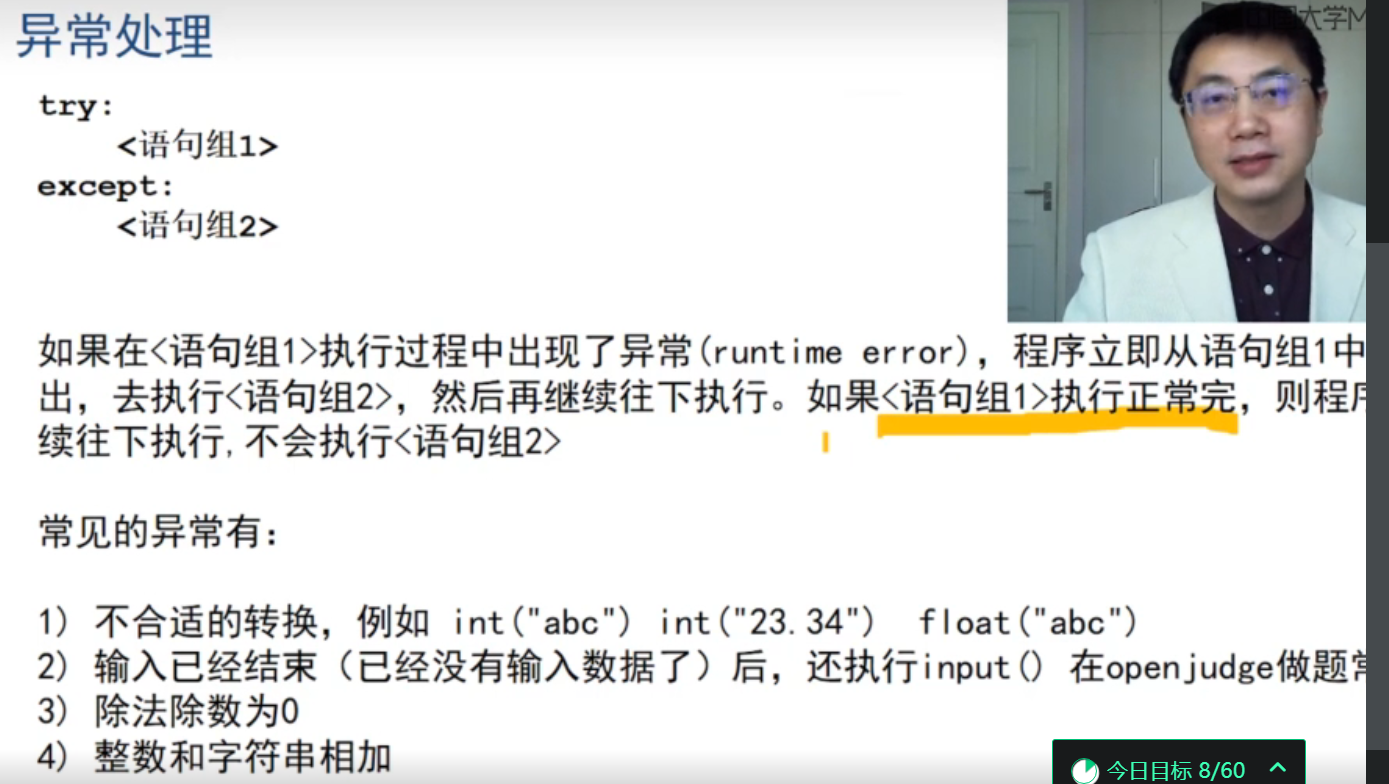 异常处理
大学M
try:
<语句组1>
except:
<语句组2>
如果在<语句组1>执行过程中出现了异常(runtime error)，程序立即从语句组1中
出，去执行<语句组2>，然后再继续往下执行。如果<语句组1>执行正常完，则程序
续往下执行,不会执行<语句组2>
常见的异常有：
1) 不合适的转换，例如 int("abc") int("23.34") float("abc")
2) 输入已经结束（已经没有输入数据了）后，还执行input() 在openjudge做题常
3) 除法除数为0
4) 整数和字符串相加
今日目标 8/60